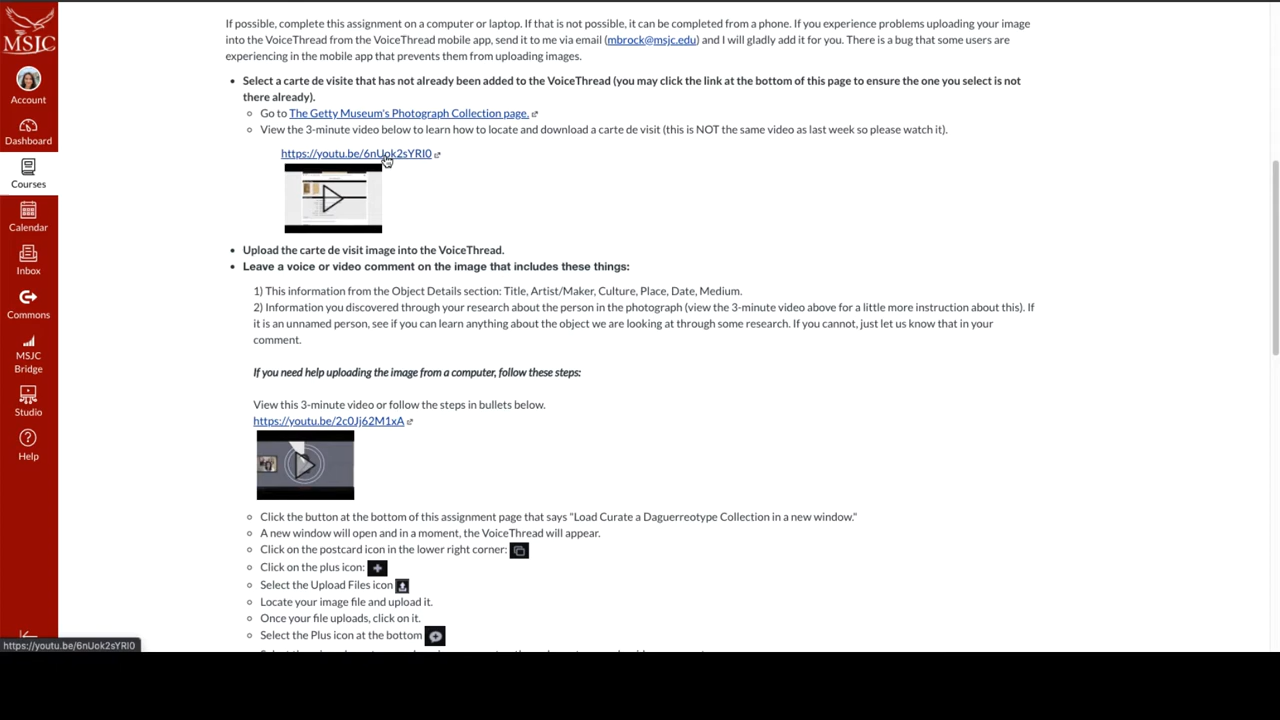 If possible, complete this assignment on a computer or laptop. If that is not possible, it can be completed from a phone. If you experience problems uploading your image
into the VoiceThread from the VoiceThread mobile app, send it to me via email (mbrock@msjc.edu) and I will gladly add it for you. There is a bug that some users are
experiencing in the mobile app that prevents them from uploading images.
MSJC
Account
Dashboard
Courses
Calendar
Inbox
Commons
MSJC
Bridge
Studio
Help
Select a carte de visite that has not already been added to the VoiceThread (you may click the link at the bottom of this page to ensure the one you select is not
there already).
Go to The Getty Museum's Photograph Collection page.
View the 3-minute video below to learn how to locate and download a carte de visit (this is NOT the same video as last week so please watch it).
https://youtu.be/6nUok2sYRI0
Upload the carte de visit image into the VoiceThread.
Leave a voice or video comment on the image that includes these things:
1) This information from the Object Details section: Title, Artist/Maker, Culture, Place, Date, Medium.
2) Information you discovered through your research about the person in the photograph (view the 3-minute video above for a little more instruction about this). If
it is an unnamed person, see if you can learn anything about the object we are looking at through some research. If you cannot, just let us know that in your
comment.
If you need help uploading the image from a computer, follow these steps:
View this 3-minute video or follow the steps in bullets below.
https://youtu.be/2c0Jj62M1xA
Click the button at the bottom of this assignment page that says "Load Curate a Daguerreotype Collection in a new window."
A new window will open and in a moment, the VoiceThread will appear.
Click on the postcard icon in the lower right corner:
Click on the plus icon:
Select the Upload Files icon
Locate your image file and upload it.
Once your file uploads, click on it.
Select the Plus icon at the bottom
https://youtu.be/6nUok2sYRI0